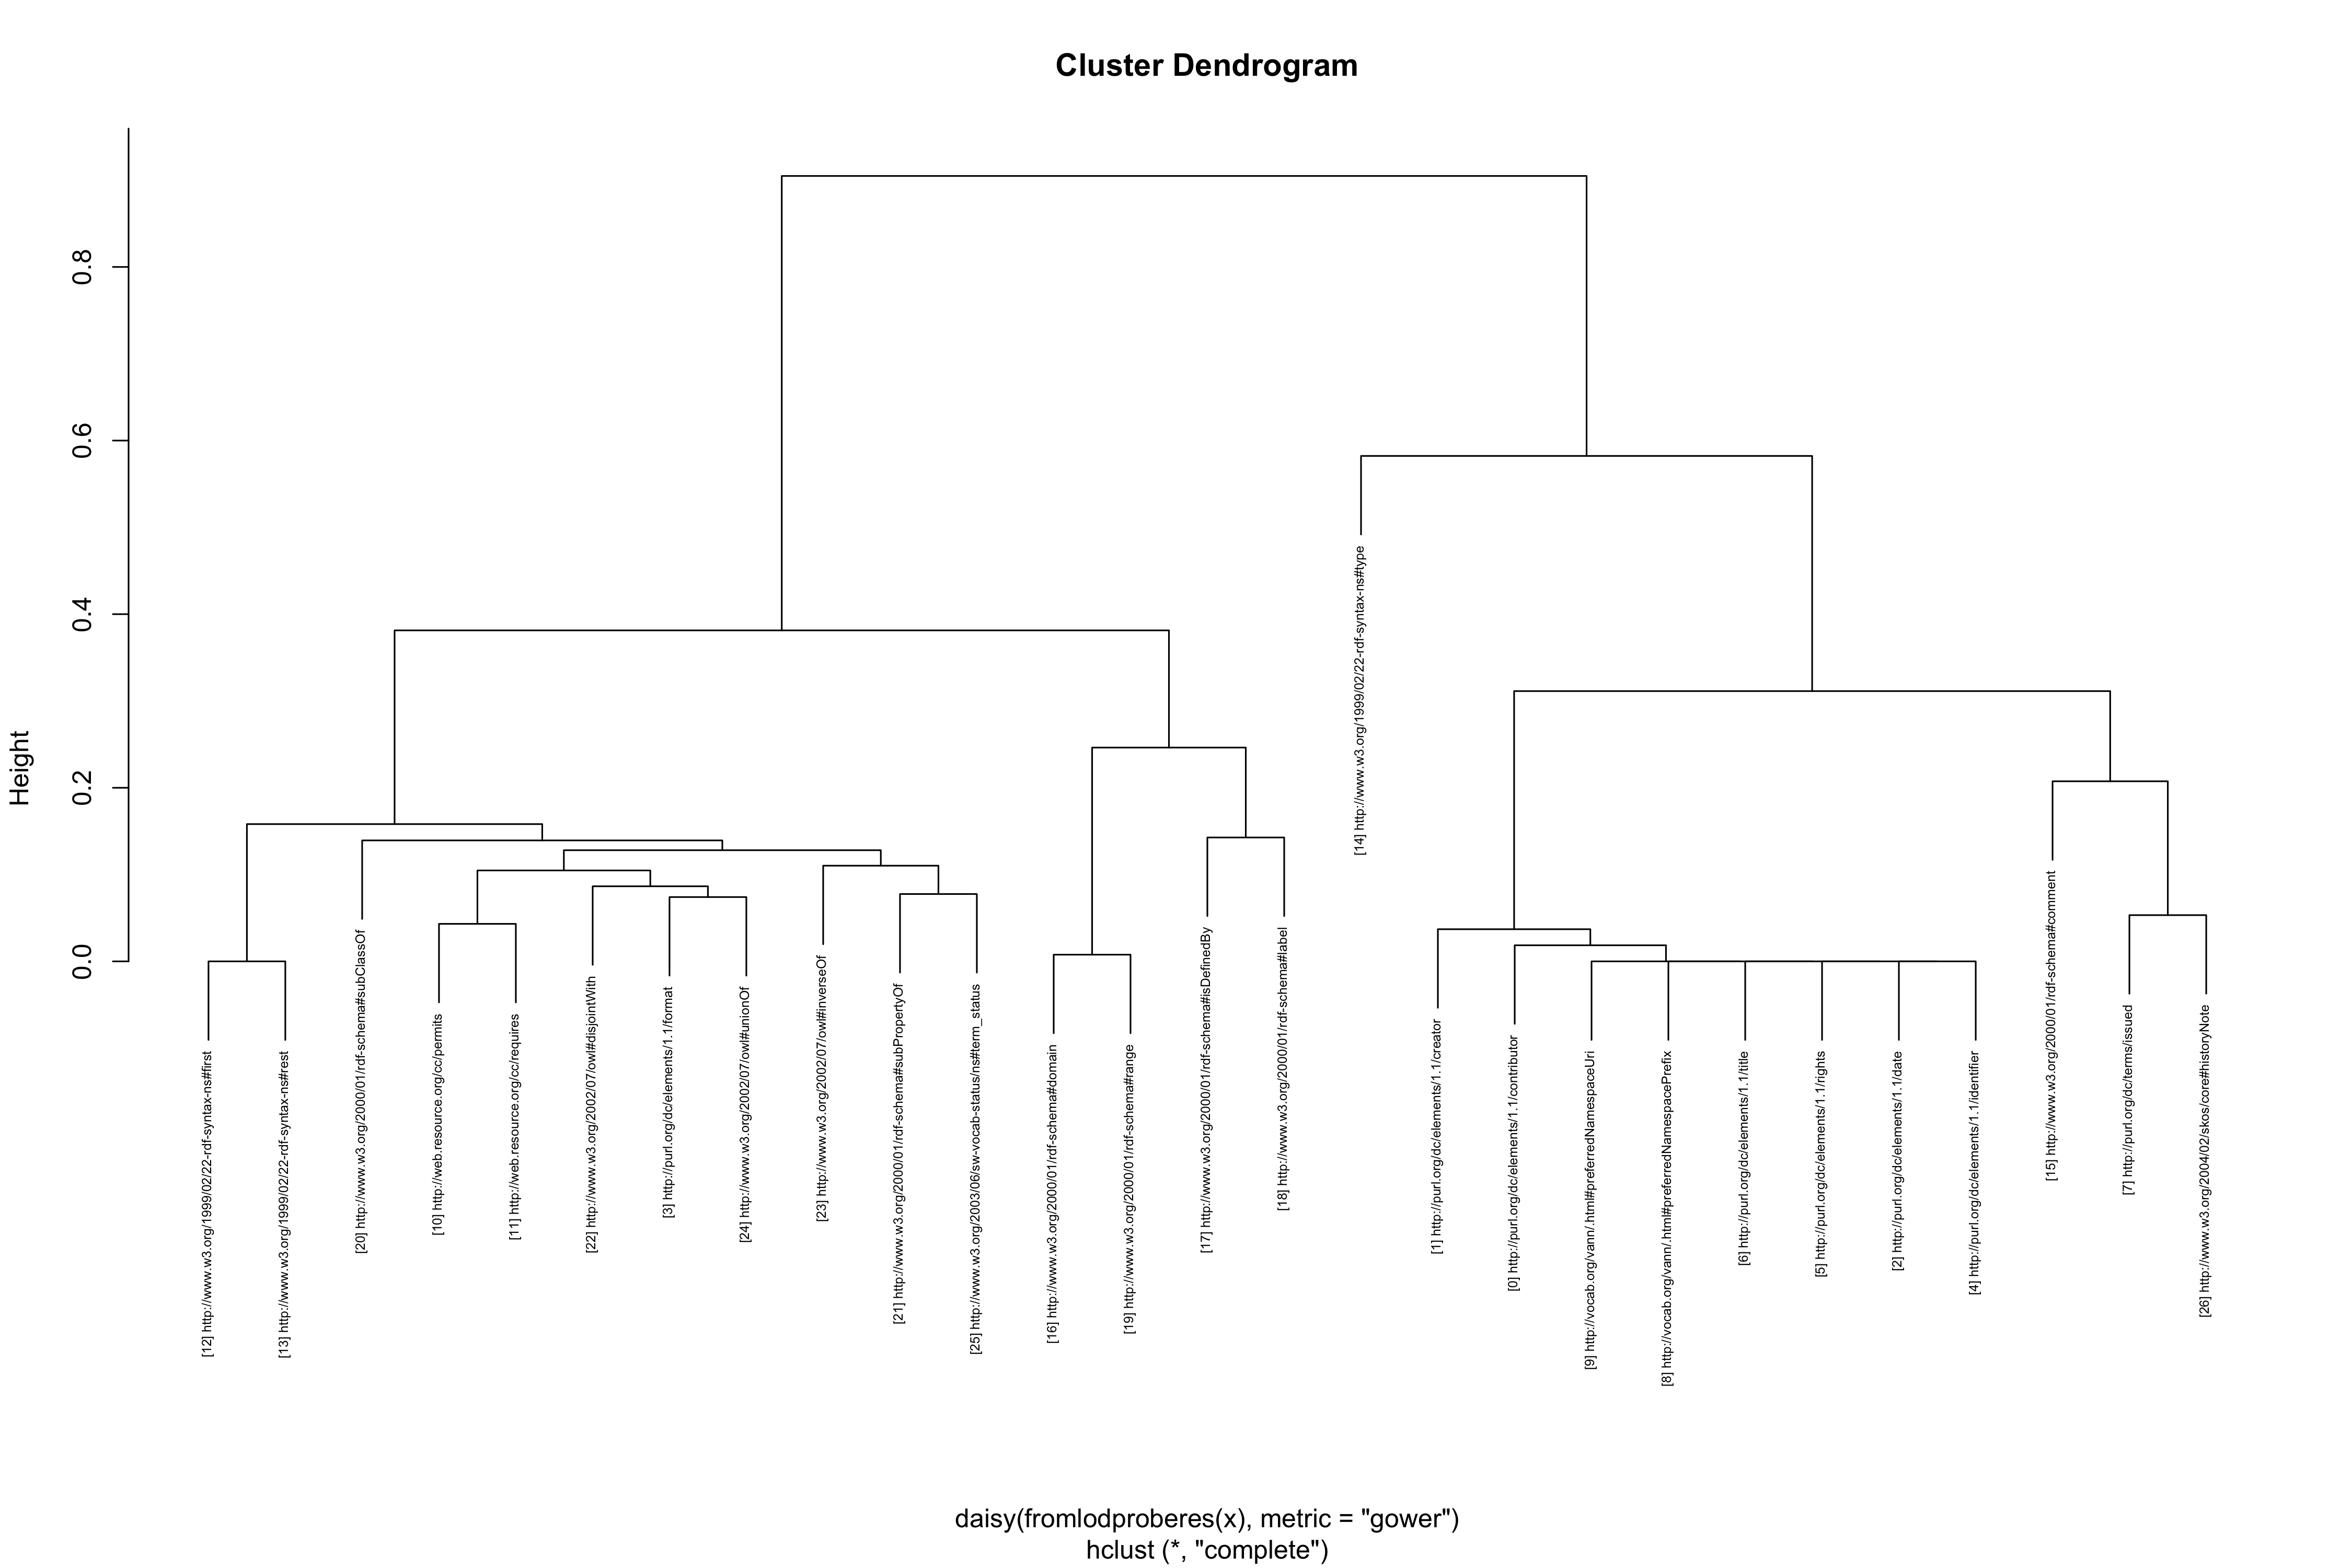 Cluster Dendrogram
Height
0.0
0.2
0.4
0.6
0.8
[12] http://www.w3.org/1999/02/22-rdf-syntax-ns#first
[13] http://www.w3.org/1999/02/22-rdf-syntax-ns#rest
[20] http://www.w3.org/2000/01/rdf-schema#subClassOf
[10] http://web.resource.org/cc/permits
[11] http://web.resource.org/cc/requires
[22] http://www.w3.org/2002/07/owl#disjointWith
[3] http://purl.org/dc/elements/1.1/format
[24] http://www.w3.org/2002/07/owl#unionOf
[23] http://www.w3.org/2002/07/owl#inverseOf
[21] http://www.w3.org/2000/01/rdf-schema#subPropertyOf
[25] http://www.w3.org/2003/06/sw-vocab-status/ns#term_status
[16] http://www.w3.org/2000/01/rdf-schema#domain
[19] http://www.w3.org/2000/01/rdf-schema#range
[17] http://www.w3.org/2000/01/rdf-schema#isDefinedBy
[18] http://www.w3.org/2000/01/rdf-schema#label
[14] http://www.w3.org/1999/02/22-rdf-syntax-ns#type
[1] http://purl.org/dc/elements/1.1/creator
[0] http://purl.org/dc/elements/1.1/contributor
[9] http://vocab.org/vann/.html#preferredNamespaceUri
[8] http://vocab.org/vann/.html#preferredNamespacePrefix
[6] http://purl.org/dc/elements/1.1/title
[5] http://purl.org/dc/elements/1.1/rights
[2] http://purl.org/dc/elements/1.1/date
[4] http://purl.org/dc/elements/1.1/identifier
[15] http://www.w3.org/2000/01/rdf-schema#comment
[7] http://purl.org/dc/terms/issued
[26] http://www.w3.org/2004/02/skos/core#historyNote
daisy(fromlodproberes(x), metric = "gower")
hclust (*, "complete")